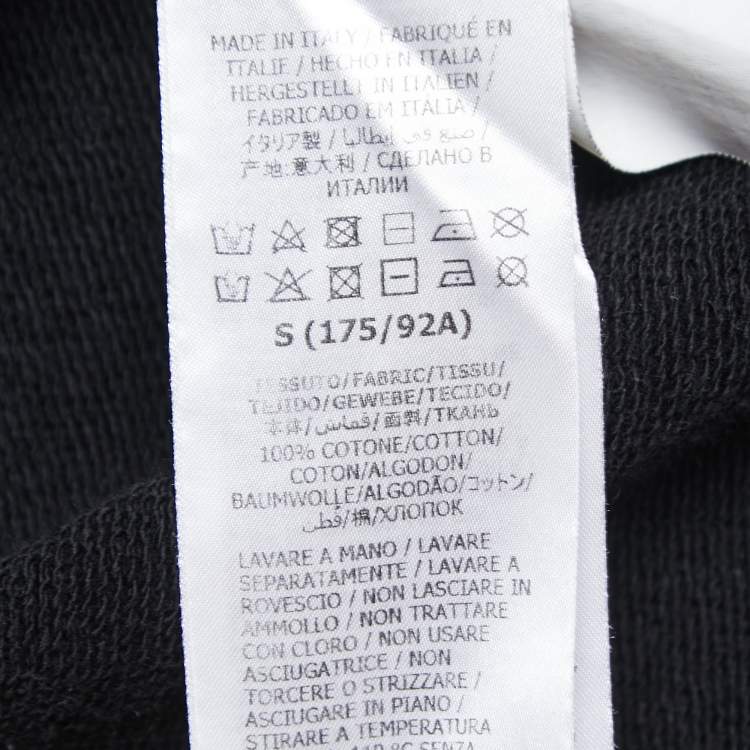 MADE IN ITALY / FABRIQUÉ EN
ITALIE / HECHO EN ITALIA /
HERGESTELLT IN ITALIEN /
FABRICADO EM ITÁLIA /
イタリア製 / صنع في إيطاليا /
产地:意大利 / СДЕЛАНО В
ИТАЛИИ
S (175/92A)
TESSUTO/FABRIC/TISSU/
TEJIDO/GEWEBE/TECIDO/
本体/قماش/面料/ТКАНЬ
100% COTONE/COTTON/
COTON/ALGODON/
BAUMWOLLE/ALGODÃO/コットン/
قطن/棉/ХЛОПОК
LAVARE A MANO / LAVARE
SEPARATAMENTE / LAVARE A
ROVESCIO / NON LASCIARE IN
AMMOLLO / NON TRATTARE
CON CLORO / NON USARE
ASCIUGATRICE / NON
TORCERE O STRIZZARE /
ASCIUGARE IN PIANO /
STIRARE A TEMPERATURA
110 °C SENZA